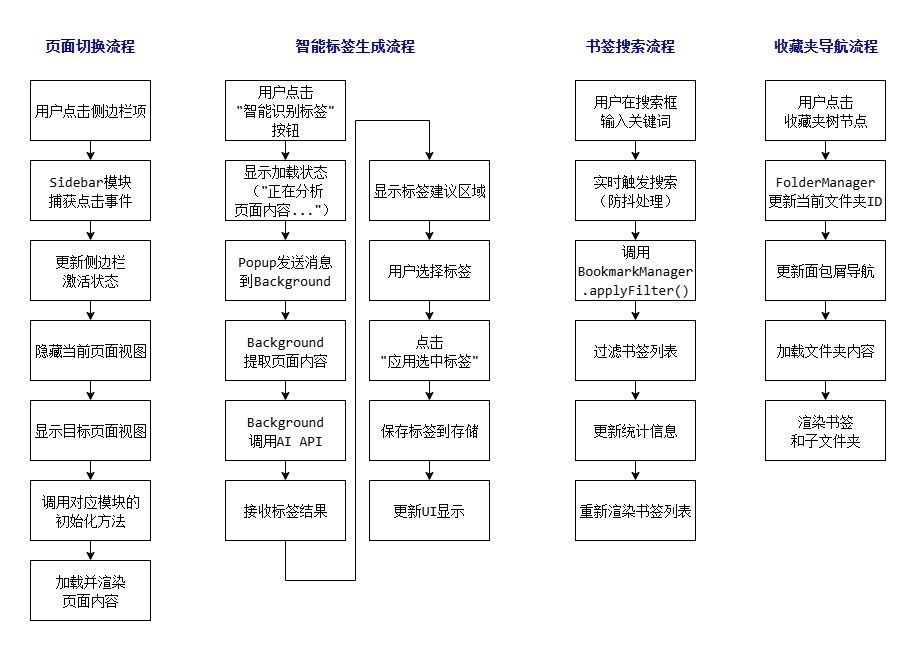 页面切换流程
用户点击侧边栏项
Sidebar模块
捕获点击事件
更新侧边栏
激活状态
隐藏当前页面视图
显示目标页面视图
调用对应模块的
初始化方法
加载并渲染
页面内容
智能标签生成流程
用户点击
"智能识别标签"
按钮
显示加载状态
（"正在分析
页面内容..."）
Popup发送消息
到Background
Background
提取页面内容
Background
调用AI API
接收标签结果
显示标签建议区域
用户选择标签
点击
"应用选中标签"
保存标签到存储
更新UI显示
书签搜索流程
用户在搜索框
输入关键词
实时触发搜索
（防抖处理）
调用
BookmarkManager
.applyFilter()
过滤书签列表
更新统计信息
重新渲染书签列表
收藏夹导航流程
用户点击
收藏夹树节点
FolderManager
更新当前文件夹ID
更新面包屑导航
加载文件夹内容
渲染书签
和子文件夹